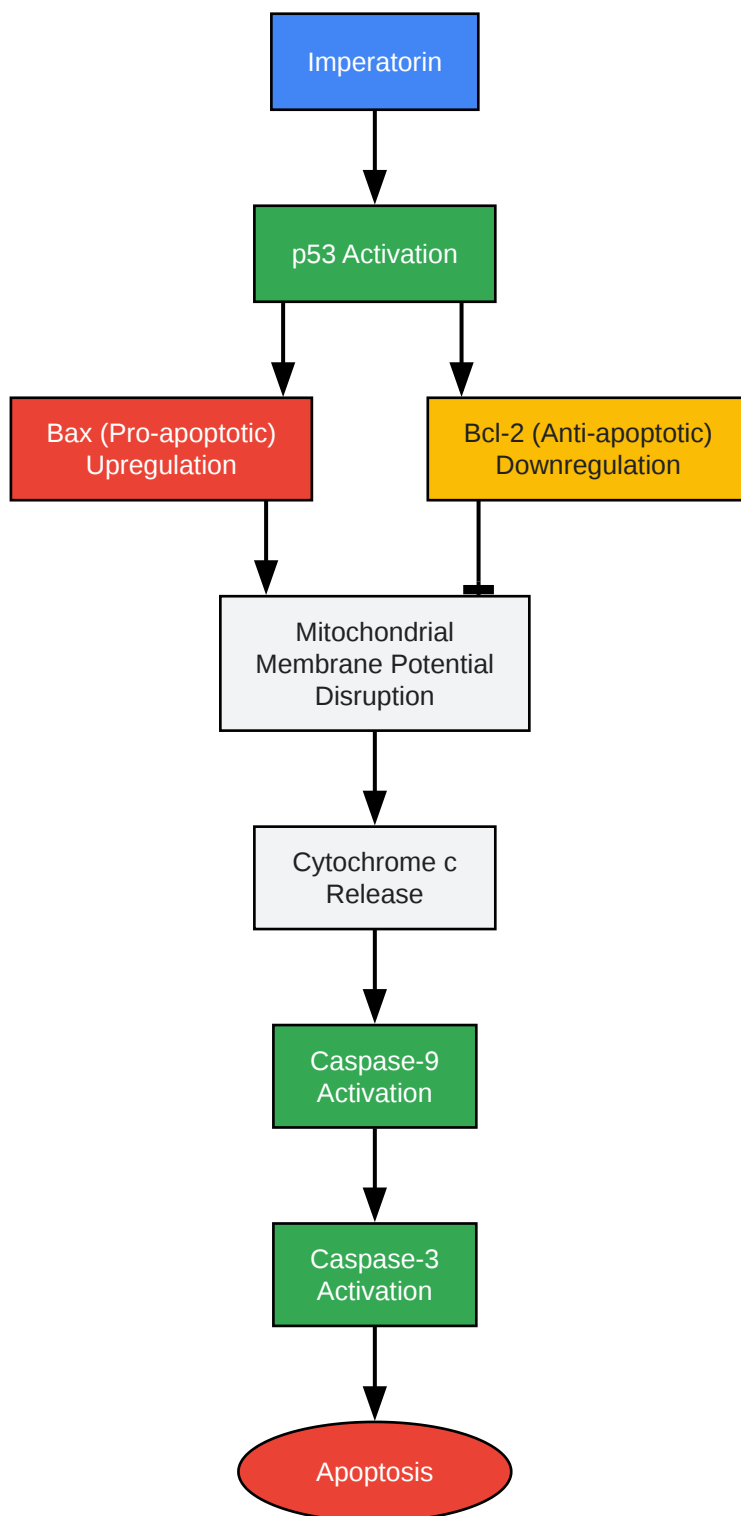 Imperatorin
p53 Activation
Bax (Pro-apoptotic)
Upregulation
Bcl-2 (Anti-apoptotic)
Downregulation
Mitochondrial
Membrane Potential
Disruption
Cytochrome c
Release
Caspase-9
Activation
Caspase-3
Activation
Apoptosis